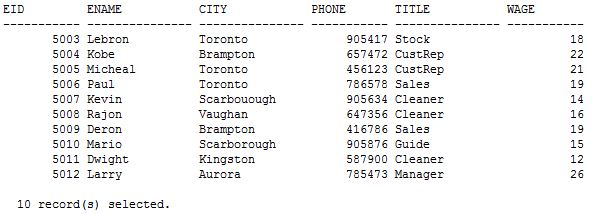 EID ENAME CITY PHONE TITLE WAGE
----------- --------------- --------------- ----------- --------------- -----------
5003 Lebron Toronto 905417 Stock 18
5004 Kobe Brampton 657472 CustRep 22
5005 Micheal Toronto 456123 CustRep 21
5006 Paul Toronto 786578 Sales 19
5007 Kevin Scarbouough 905634 Cleaner 14
5008 Rajon Vaughan 647356 Cleaner 16
5009 Deron Brampton 416786 Sales 19
5010 Mario Scarborough 905876 Guide 15
5011 Dwight Kingston 587900 Cleaner 12
5012 Larry Aurora 785473 Manager 26
10 record(s) selected.